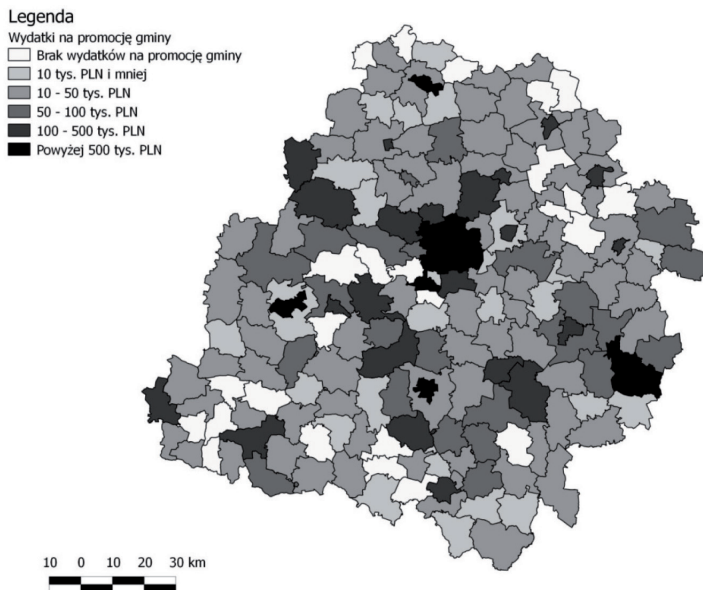 Legenda
Wydatki na promocję gminy
Brak wydatków na promocję gminy
10 tys. PLN i mniej
10 - 50 tys. PLN
50 - 100 tys. PLN
100 - 500 tys. PLN
Powyżej 500 tys. PLN
10 0 10 20 30 km